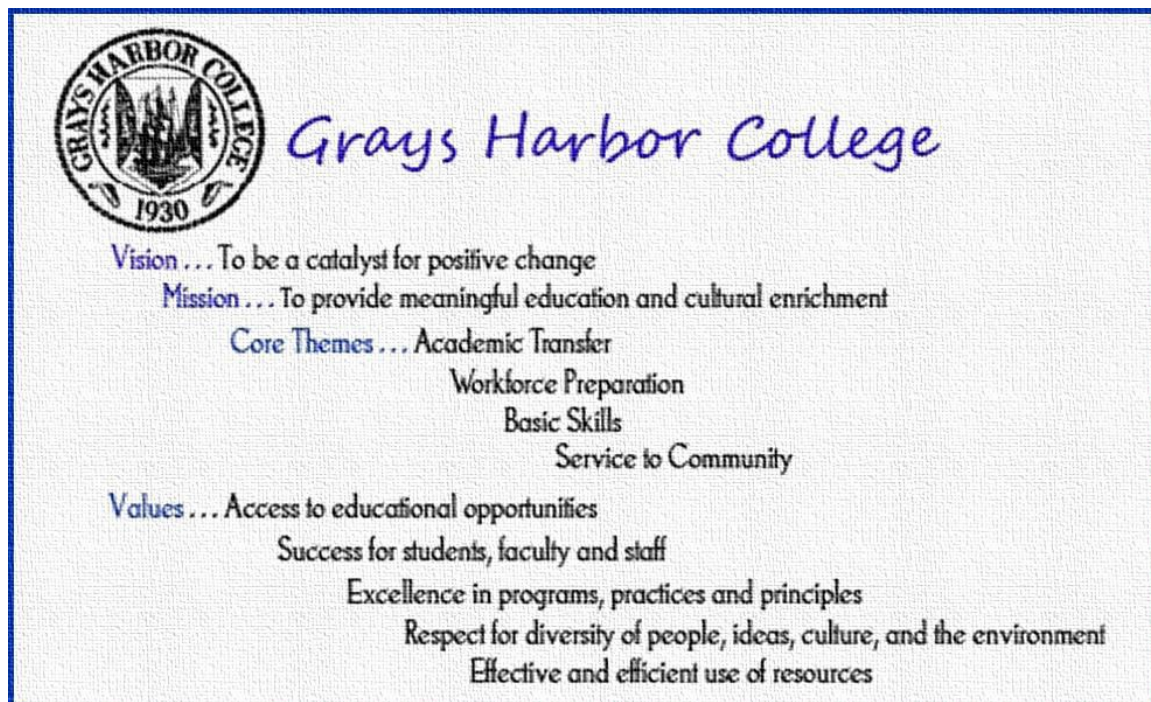 GRAYS HARBOR COLLEGE
1930
Grays Harbor College
Vision . . . To be a catalyst for positive change
Mission . . . To provide meaningful education and cultural enrichment
Core Themes . . . Academic Transfer
Workforce Preparation
Basic Skills
Service to Community
Values . . . Access to educational opportunities
Success for students, faculty and staff
Excellence in programs, practices and principles
Respect for diversity of people, ideas, culture, and the environment
Effective and efficient use of resources